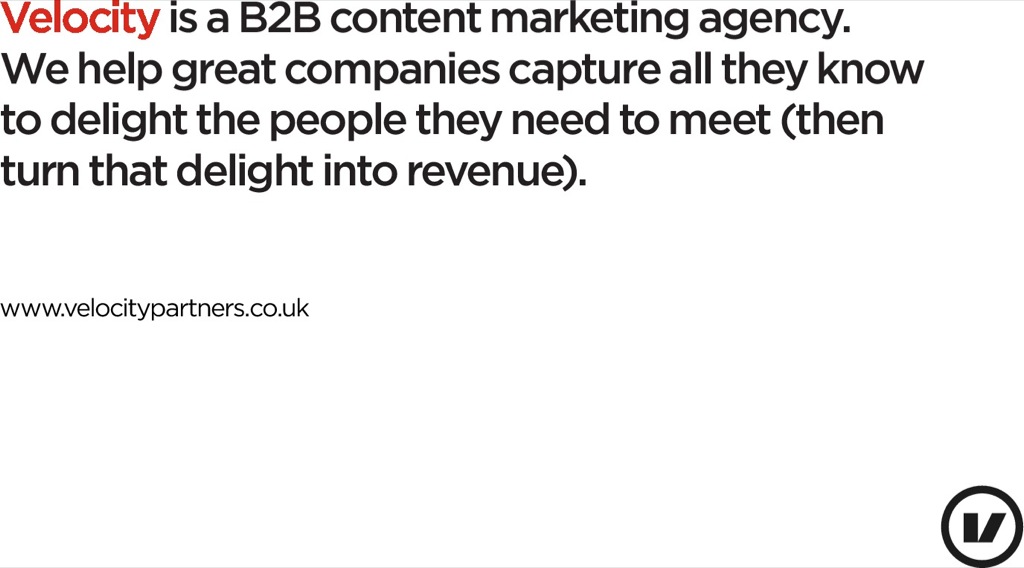 Velocity is a B2B content marketing agency.
We help great companies capture all they know
to delight the people they need to meet (then
turn that delight into revenue).
www.velocitypartners.co.uk